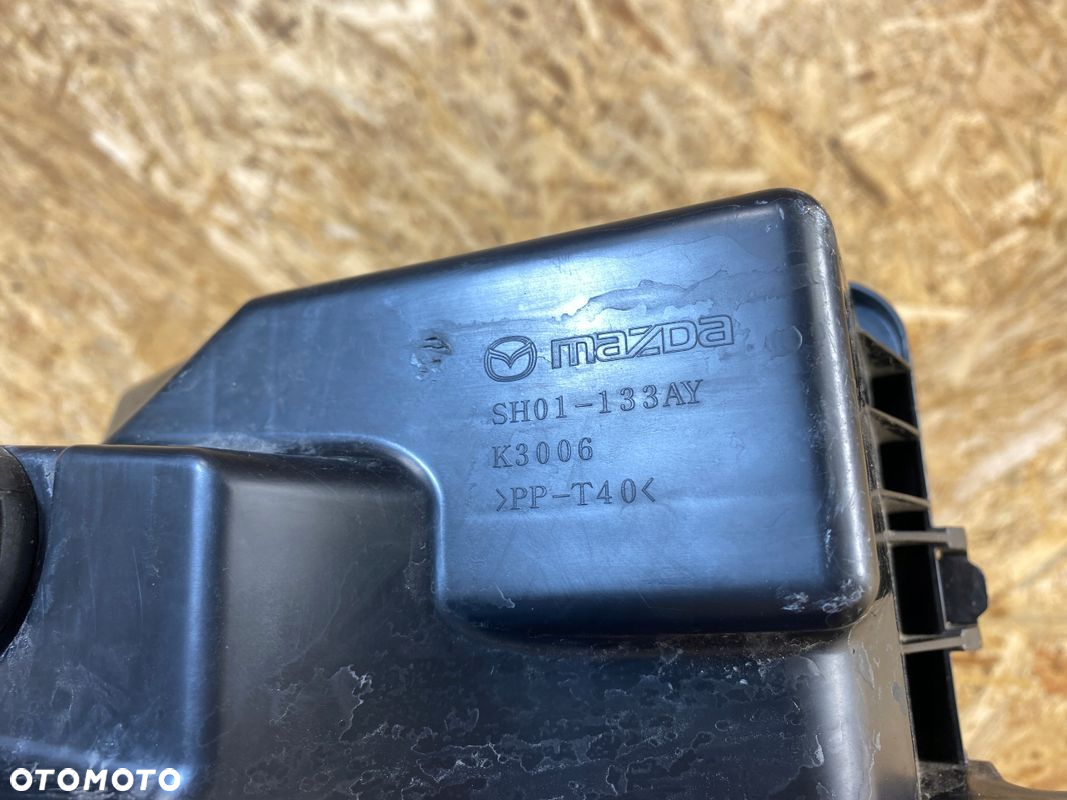 mazda
SH01-133AY
K3006
>PP-T40<
OTOMOTO